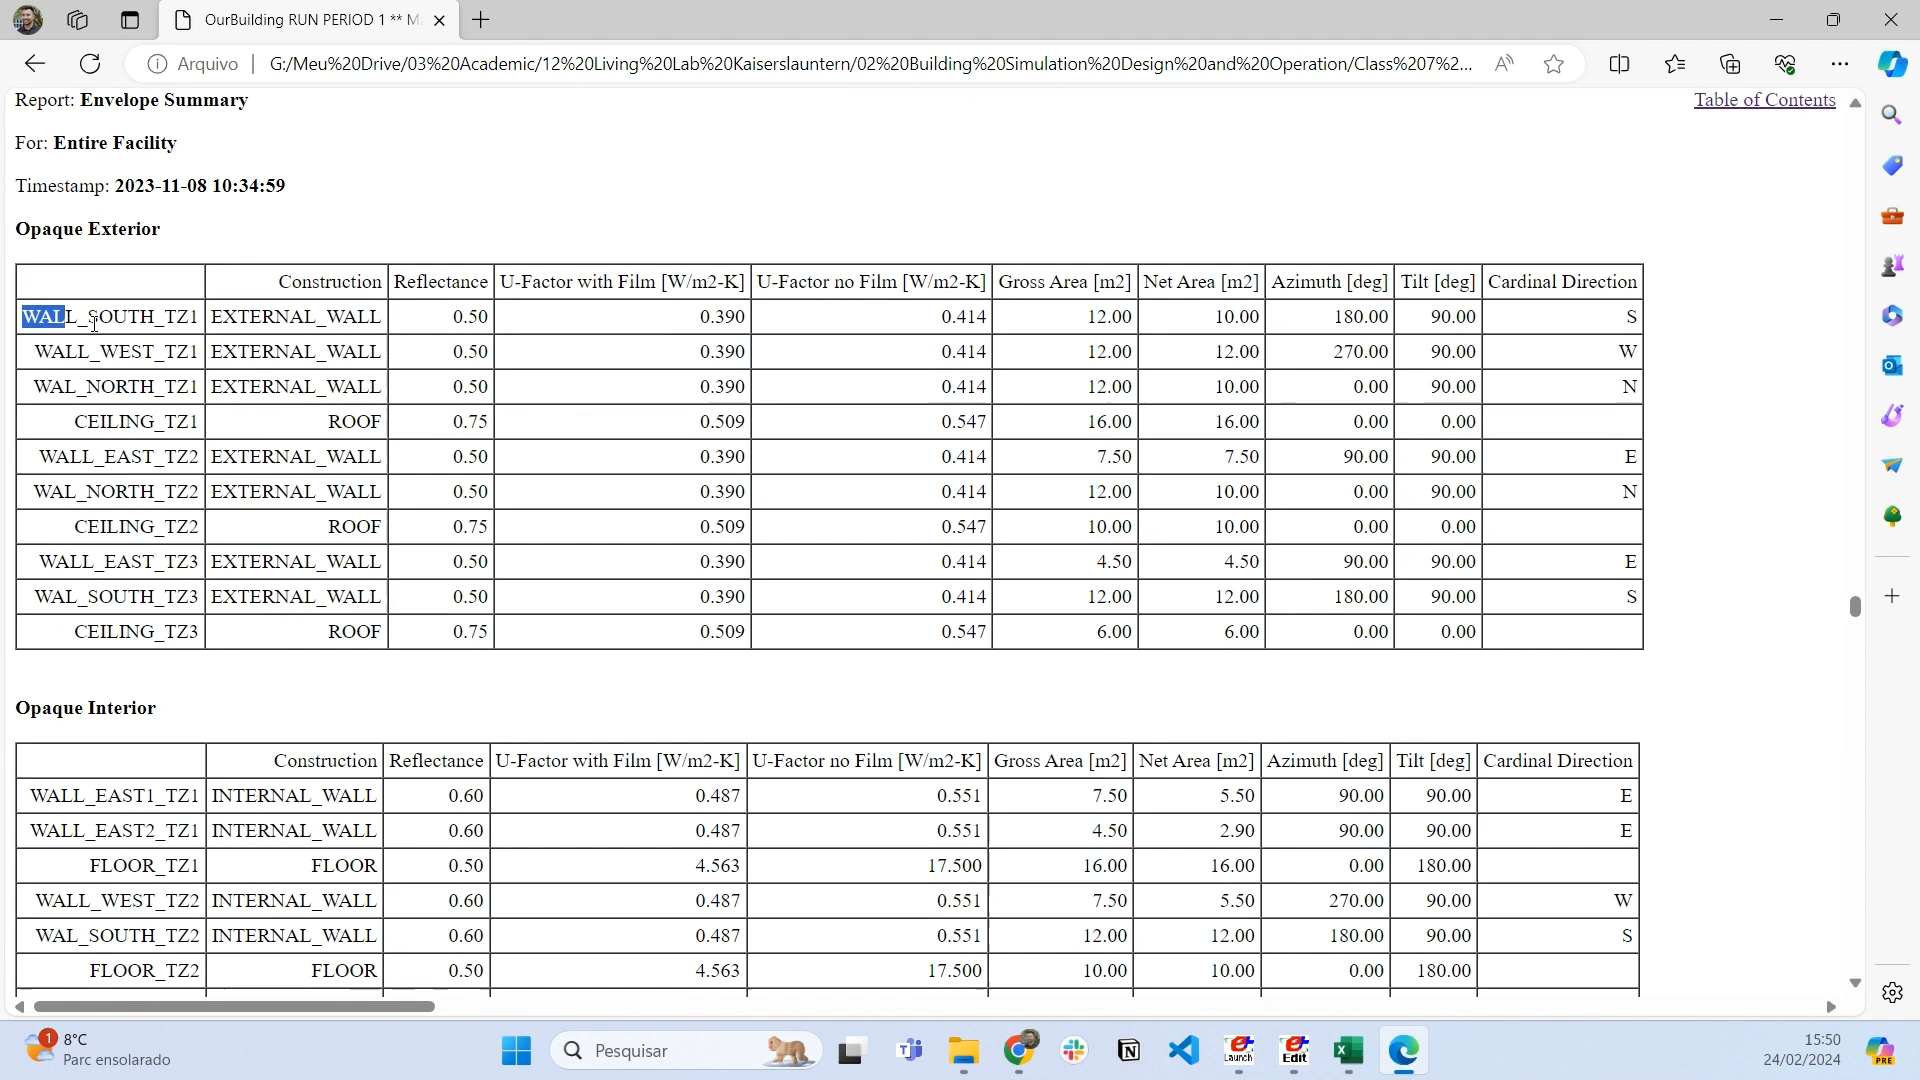 OurBuilding RUN PERIOD 1 ** M
Arquivo | G:/Meu%20Drive/03%20Academic/12%20Living%20Lab%20Kaiserslauntern/02%20Building%20Simulation%20Design%20and%20Operation/Class%207%2...
Report: Envelope Summary Table of Contents
For: Entire Facility
Timestamp: 2023-11-08 10:34:59
Opaque Exterior
Construction Reflectance U-Factor with Film [W/m2-K] U-Factor no Film [W/m2-K] Gross Area [m2] Net Area [m2] Azimuth [deg] Tilt [deg] Cardinal Direction
WALL_SOUTH_TZ1 EXTERNAL_WALL 0.50 0.390 0.414 12.00 10.00 180.00 90.00 S
WALL_WEST_TZ1 EXTERNAL_WALL 0.50 0.390 0.414 12.00 12.00 270.00 90.00 W
WAL_NORTH_TZ1 EXTERNAL_WALL 0.50 0.390 0.414 12.00 10.00 0.00 90.00 N
CEILING_TZ1 ROOF 0.75 0.509 0.547 16.00 16.00 0.00 0.00
WALL_EAST_TZ2 EXTERNAL_WALL 0.50 0.390 0.414 7.50 7.50 90.00 90.00 E
WAL_NORTH_TZ2 EXTERNAL_WALL 0.50 0.390 0.414 12.00 10.00 0.00 90.00 N
CEILING_TZ2 ROOF 0.75 0.509 0.547 10.00 10.00 0.00 0.00
WALL_EAST_TZ3 EXTERNAL_WALL 0.50 0.390 0.414 4.50 4.50 90.00 90.00 E
WAL_SOUTH_TZ3 EXTERNAL_WALL 0.50 0.390 0.414 12.00 12.00 180.00 90.00 S
CEILING_TZ3 ROOF 0.75 0.509 0.547 6.00 6.00 0.00 0.00
Opaque Interior
Construction Reflectance U-Factor with Film [W/m2-K] U-Factor no Film [W/m2-K] Gross Area [m2] Net Area [m2] Azimuth [deg] Tilt [deg] Cardinal Direction
WALL_EAST1_TZ1 INTERNAL_WALL 0.60 0.487 0.551 7.50 5.50 90.00 90.00 E
WALL_EAST2_TZ1 INTERNAL_WALL 0.60 0.487 0.551 4.50 2.90 90.00 90.00 E
FLOOR_TZ1 FLOOR 0.50 4.563 17.500 16.00 16.00 0.00 180.00
WALL_WEST_TZ2 INTERNAL_WALL 0.60 0.487 0.551 7.50 5.50 270.00 90.00 W
WAL_SOUTH_TZ2 INTERNAL_WALL 0.60 0.487 0.551 12.00 12.00 180.00 90.00 S
FLOOR_TZ2 FLOOR 0.50 4.563 17.500 10.00 10.00 0.00 180.00
1 8°C
Parc ensolarado
Pesquisar
Launch
Edit
15:50
24/02/2024
PRE